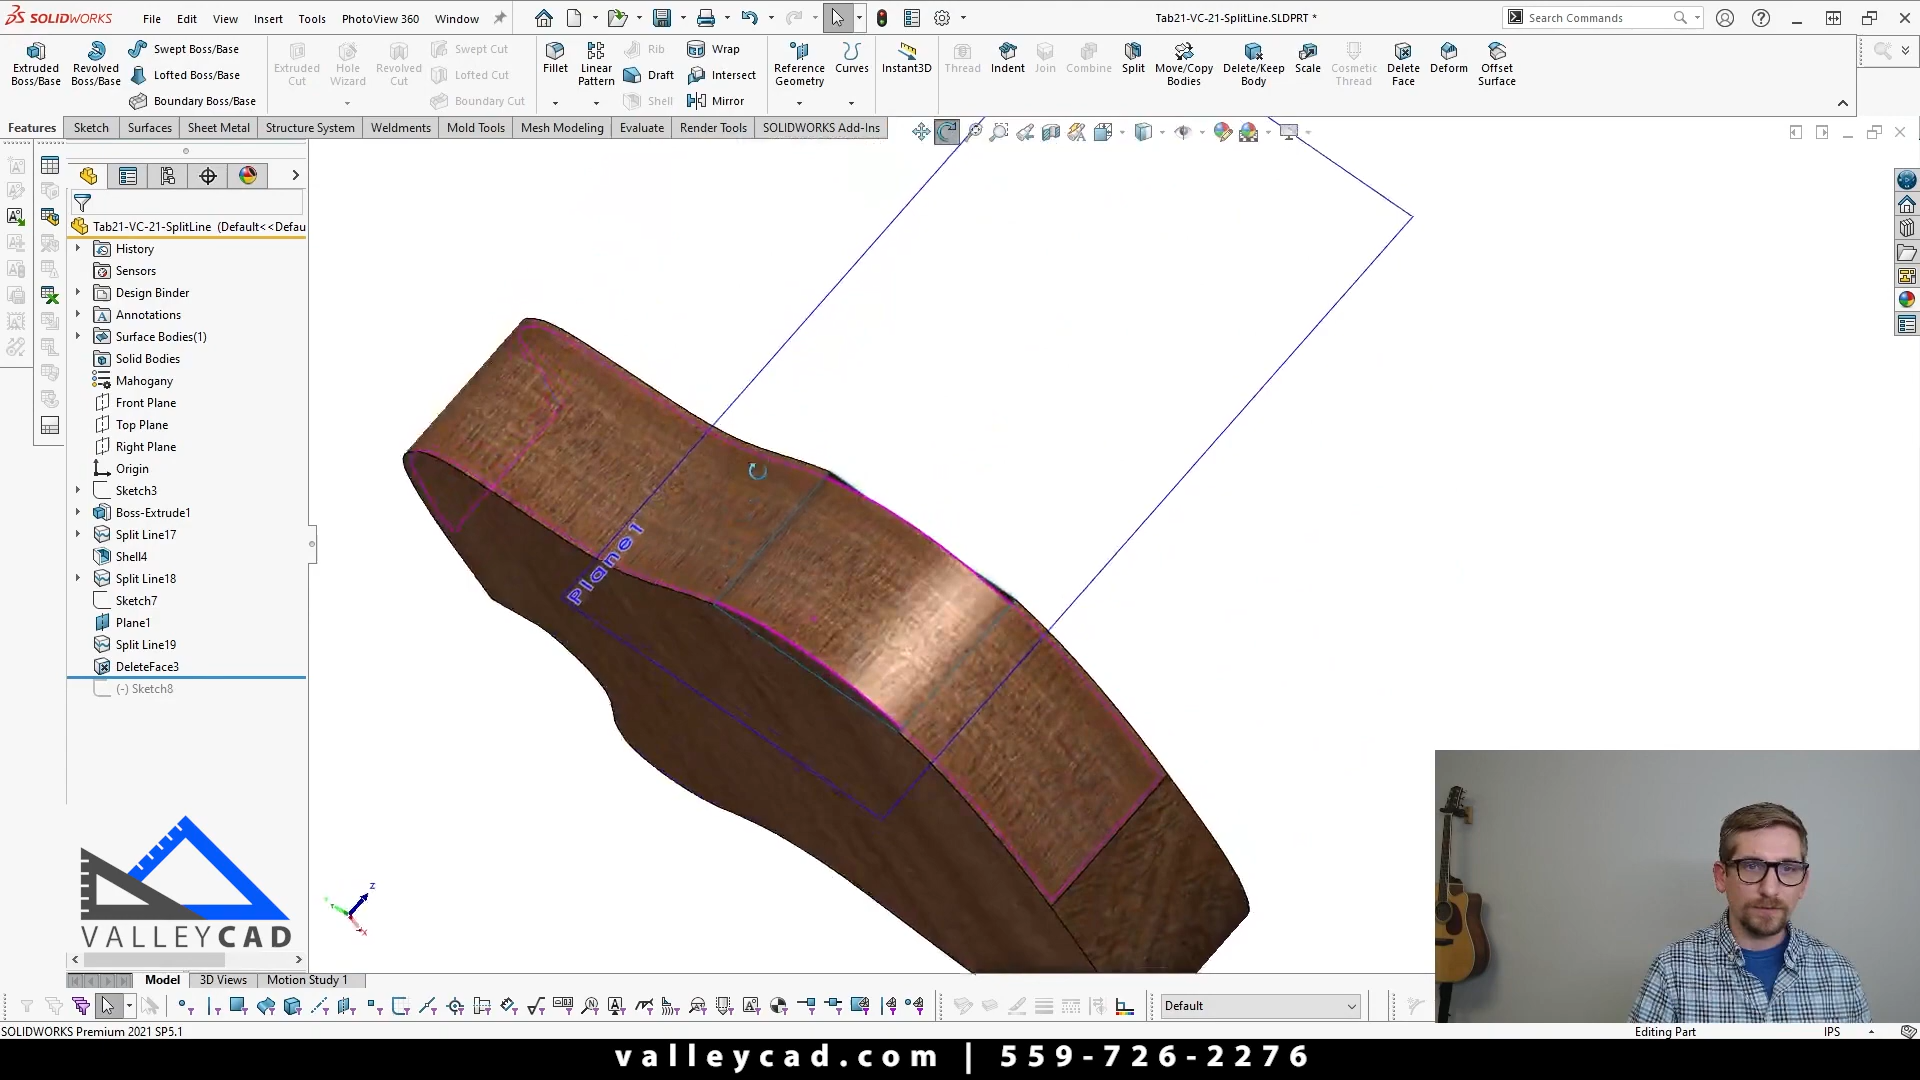 SOLIDWORKS File Edit View Insert Tools PhotoView 360 Window Tab21-VC-21-SplitLine.SLDPRT * Search Commands
Extruded Boss/Base
Revolved Boss/Base
Swept Boss/Base
Lofted Boss/Base
Boundary Boss/Base
Extruded Cut
Hole Wizard
Revolved Cut
Swept Cut
Lofted Cut
Boundary Cut
Fillet
Linear Pattern
Rib
Draft
Shell
Wrap
Intersect
Mirror
Reference Geometry
Curves
Instant3D
Thread
Indent
Join
Combine
Split
Move/Copy Bodies
Delete/Keep Body
Scale
Cosmetic Thread
Delete Face
Deform
Offset Surface
Features Sketch Surfaces Sheet Metal Structure System Weldments Mold Tools Mesh Modeling Evaluate Render Tools SOLIDWORKS Add-Ins
Tab21-VC-21-SplitLine (Default<<Defau
History
Sensors
Design Binder
Annotations
Surface Bodies(1)
Solid Bodies
Mahogany
Front Plane
Top Plane
Right Plane
Origin
Sketch3
Boss-Extrude1
Split Line17
Shell4
Split Line18
Sketch7
Plane1
Split Line19
DeleteFace3
(-) Sketch8
Plane1
z
x
VALLEYCAD
Model 3D Views Motion Study 1
Default
SOLIDWORKS Premium 2021 SP5.1 Editing Part IPS
valleycad.com | 559-726-2276